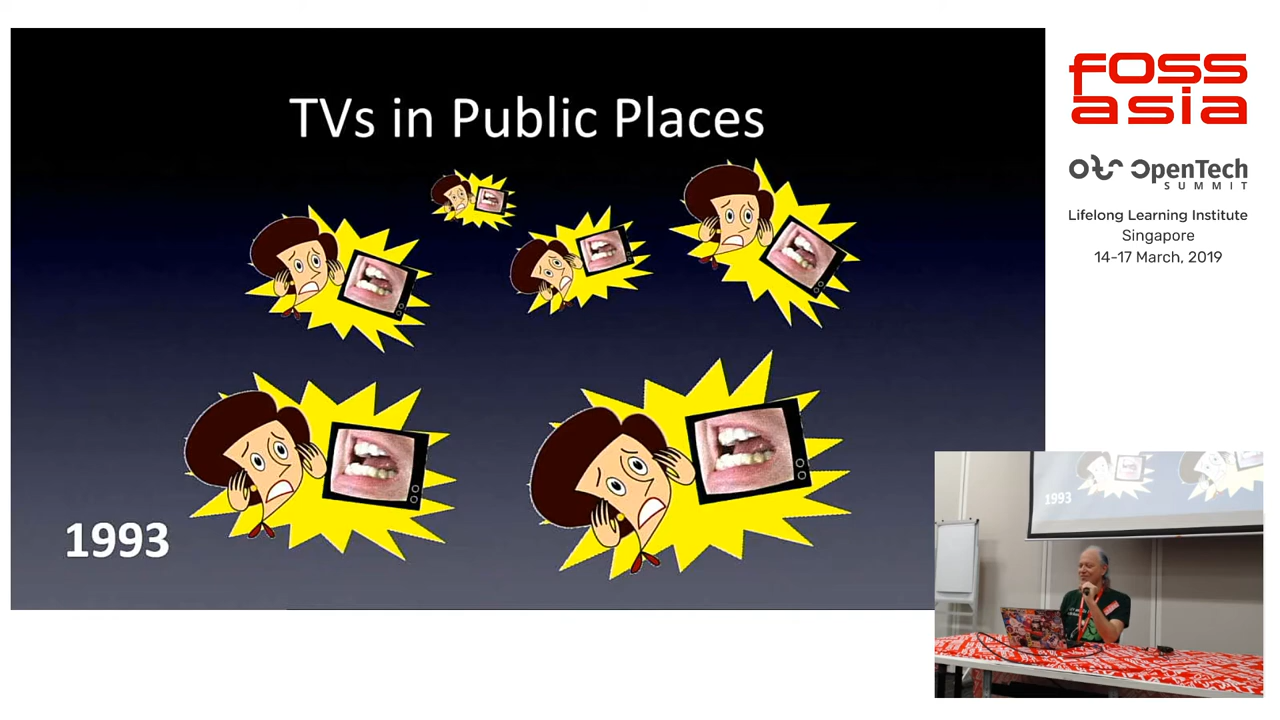 TVs in Public Places
1993
fOSS
asia
OpenTech
SUMMIT
Lifelong Learning Institute
Singapore
14-17 March, 2019
1993